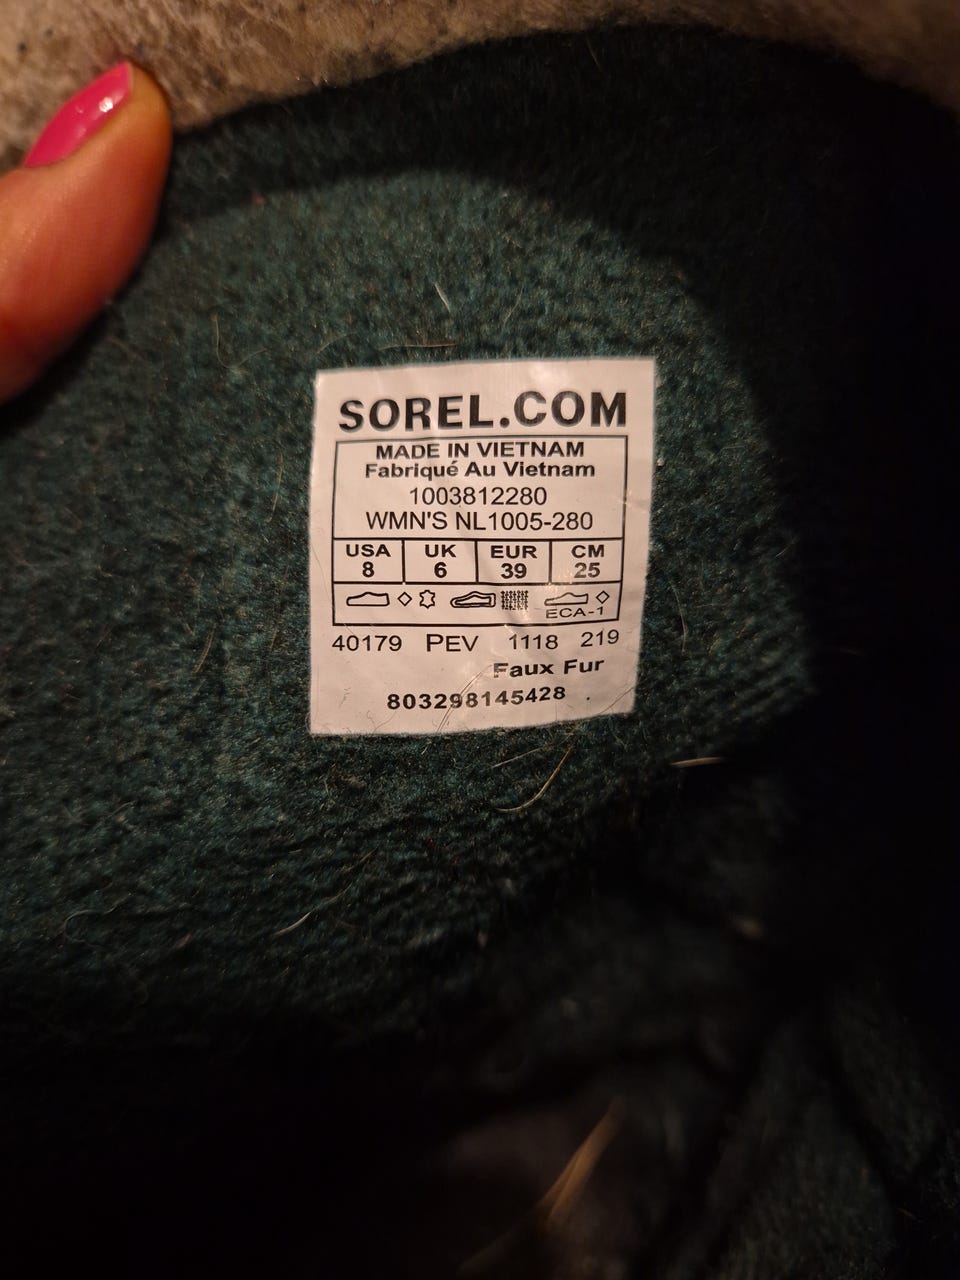 SOREL.COM
MADE IN VIETNAM
Fabriqué Au Vietnam
1003812280
WMN'S NL1005-280
USA UK EUR CM
8 6 39 25
ECA-1
40179 PEV 1118 219
Faux Fur
803298145428